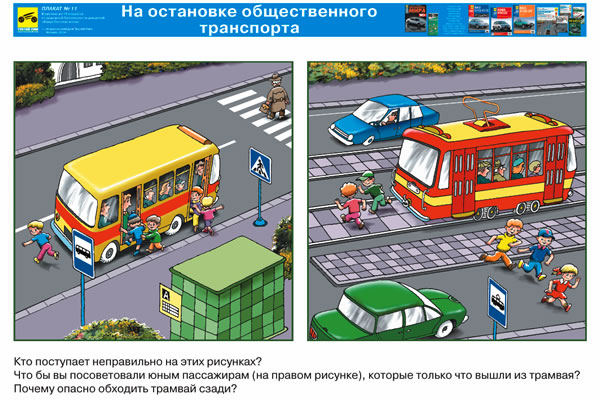 ПЛАКАТ № 11
На остановке общественного
транспорта
А
Кто поступает неправильно на этих рисунках?
Что бы вы посоветовали юным пассажирам (на правом рисунке), которые только что вышли из трамвая?
Почему опасно обходить трамвай сзади?